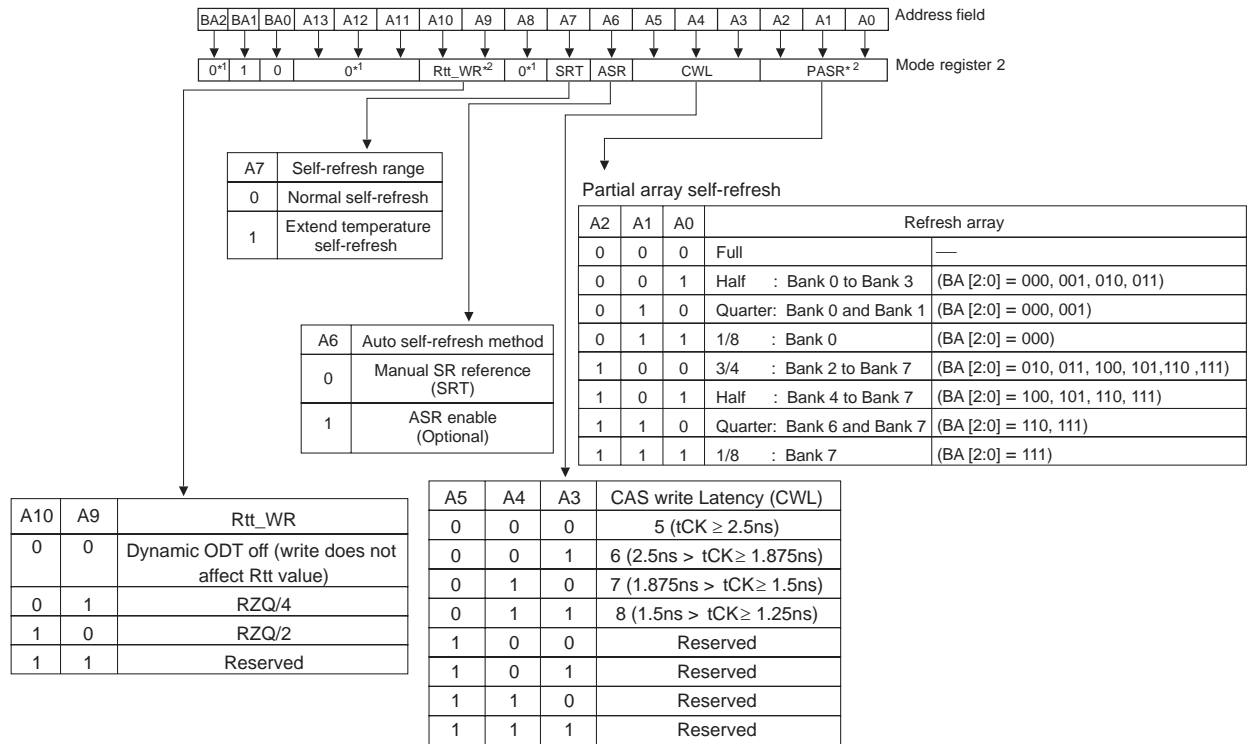 BA2 BA1 BA0 A13 A12 A11 A10 A9 A8 A7 A6 A5 A4 A3 A2 A1 A0 Address field
0*1 1 0 0*1 Rtt_WR*2 0*1 SRT ASR CWL PASR*2 Mode register 2
A7 Self-refresh range
0 Normal self-refresh
1 Extend temperature
self-refresh
A6 Auto self-refresh method
0 Manual SR reference
(SRT)
1 ASR enable
(Optional)
Partial array self-refresh
A2 A1 A0 Refresh array
0 0 0 Full —
0 0 1 Half : Bank 0 to Bank 3 (BA [2:0] = 000, 001, 010, 011)
0 1 0 Quarter: Bank 0 and Bank 1 (BA [2:0] = 000, 001)
0 1 1 1/8 : Bank 0 (BA [2:0] = 000)
1 0 0 3/4 : Bank 2 to Bank 7 (BA [2:0] = 010, 011, 100, 101,110 ,111)
1 0 1 Half : Bank 4 to Bank 7 (BA [2:0] = 100, 101, 110, 111)
1 1 0 Quarter: Bank 6 and Bank 7 (BA [2:0] = 110, 111)
1 1 1 1/8 : Bank 7 (BA [2:0] = 111)
A10 A9 Rtt_WR
0 0 Dynamic ODT off (write does not
affect Rtt value)
0 1 RZQ/4
1 0 RZQ/2
1 1 Reserved
A5 A4 A3 CAS write Latency (CWL)
0 0 0 5 (tCK ≥ 2.5ns)
0 0 1 6 (2.5ns > tCK≥ 1.875ns)
0 1 0 7 (1.875ns > tCK≥ 1.5ns)
0 1 1 8 (1.5ns > tCK≥ 1.25ns)
1 0 0 Reserved
1 0 1 Reserved
1 1 0 Reserved
1 1 1 Reserved